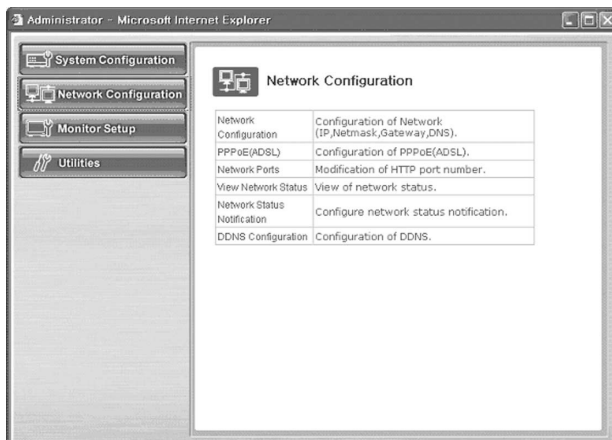 Administrator - Microsoft Internet Explorer
System Configuration
Network Configuration
Monitor Setup
Utilities
Network Configuration
Network Configuration
Configuration of Network (IP,Netmask,Gateway,DNS).
PPPoE(ADSL)
Configuration of PPPoE(ADSL).
Network Ports
Modification of HTTP port number.
View Network Status
View of network status.
Network Status Notification
Configure network status notification.
DDNS Configuration
Configuration of DDNS.